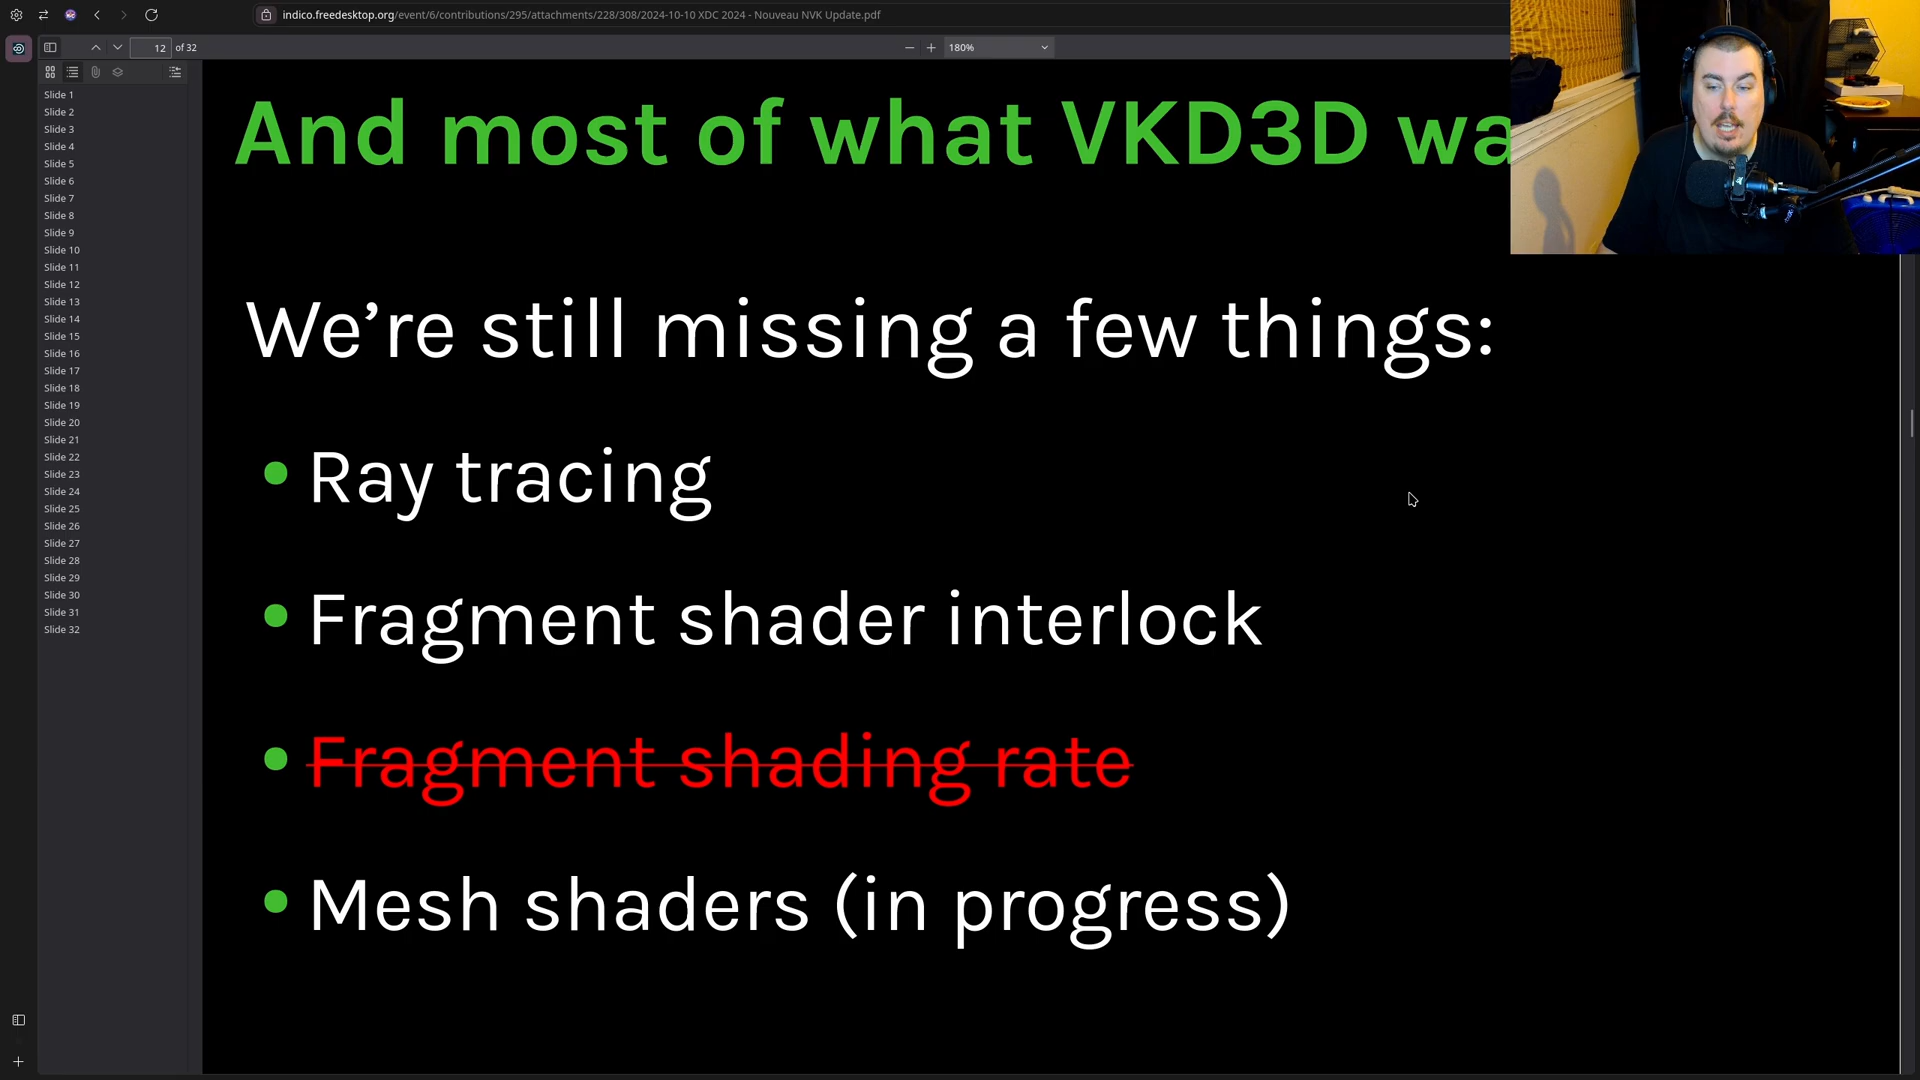 indico.freedesktop.org/event/6/contributions/295/attachments/228/308/2024-10-10 XDC 2024 - Nouveau NVK Update.pdf
12 of 32
180%
Slide 1
Slide 2
Slide 3
Slide 4
Slide 5
Slide 6
Slide 7
Slide 8
Slide 9
Slide 10
Slide 11
Slide 12
Slide 13
Slide 14
Slide 15
Slide 16
Slide 17
Slide 18
Slide 19
Slide 20
Slide 21
Slide 22
Slide 23
Slide 24
Slide 25
Slide 26
Slide 27
Slide 28
Slide 29
Slide 30
Slide 31
Slide 32
And most of what VKD3D wa
We’re still missing a few things:
Ray tracing
Fragment shader interlock
Fragment shading rate
Mesh shaders (in progress)